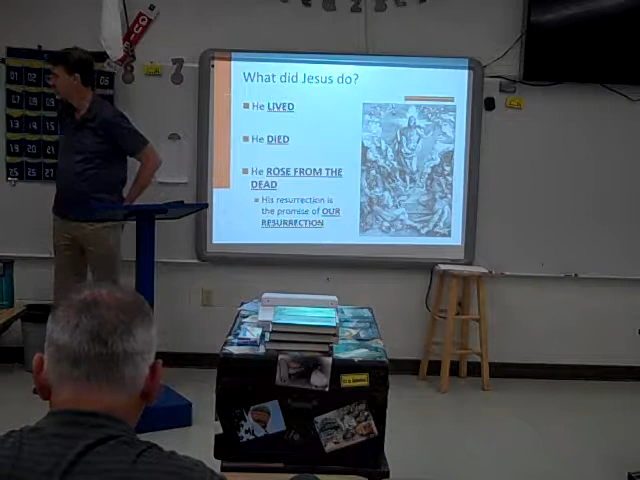 What did Jesus do?
He LIVED
He DIED
He ROSE FROM THE
DEAD
His resurrection is
the promise of OUR
RESURRECTION